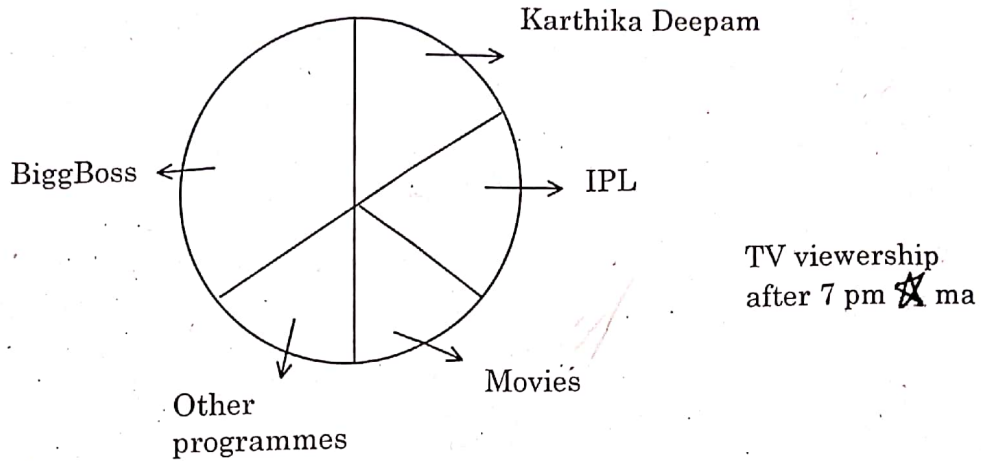 Karthika Deepam
BiggBoss
IPL
TV viewership
after 7 pm ma
Movies
Other
programmes